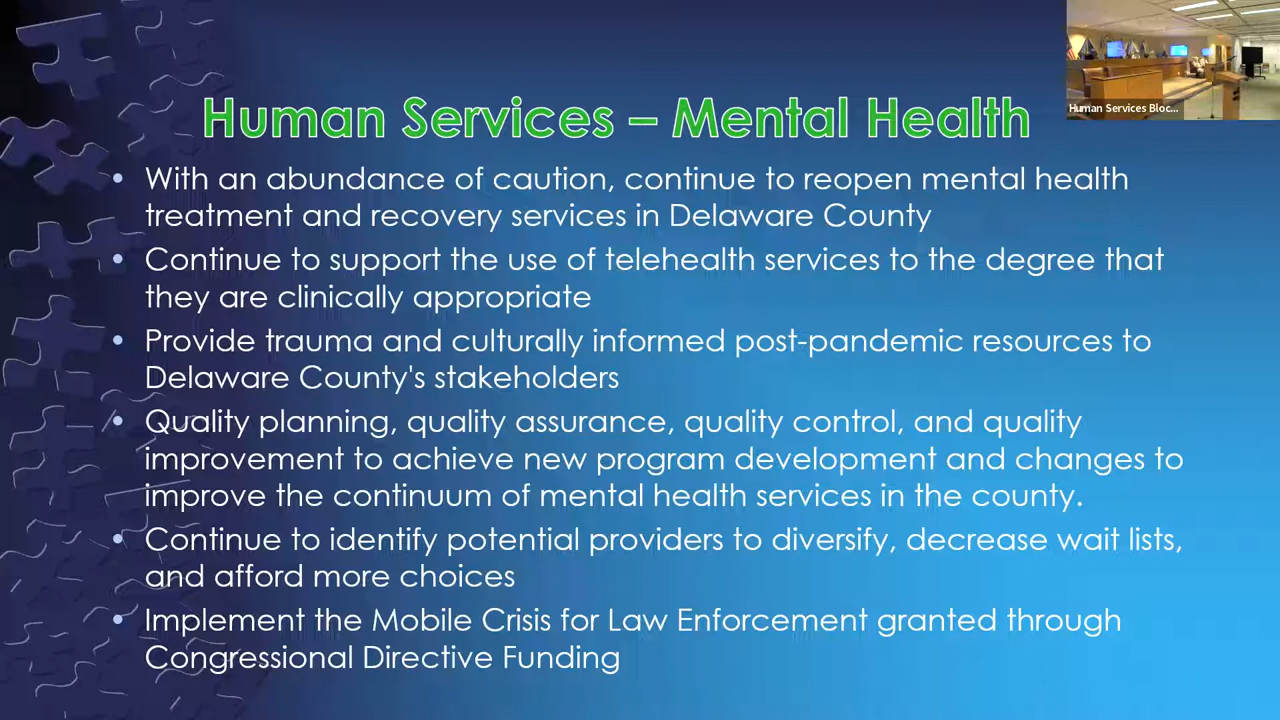 Human Services Bloc...
Human Services – Mental Health
• With an abundance of caution, continue to reopen mental health
treatment and recovery services in Delaware County
• Continue to support the use of telehealth services to the degree that
they are clinically appropriate
• Provide trauma and culturally informed post-pandemic resources to
Delaware County's stakeholders
• Quality planning, quality assurance, quality control, and quality
improvement to achieve new program development and changes to
improve the continuum of mental health services in the county.
• Continue to identify potential providers to diversify, decrease wait lists,
and afford more choices
• Implement the Mobile Crisis for Law Enforcement granted through
Congressional Directive Funding